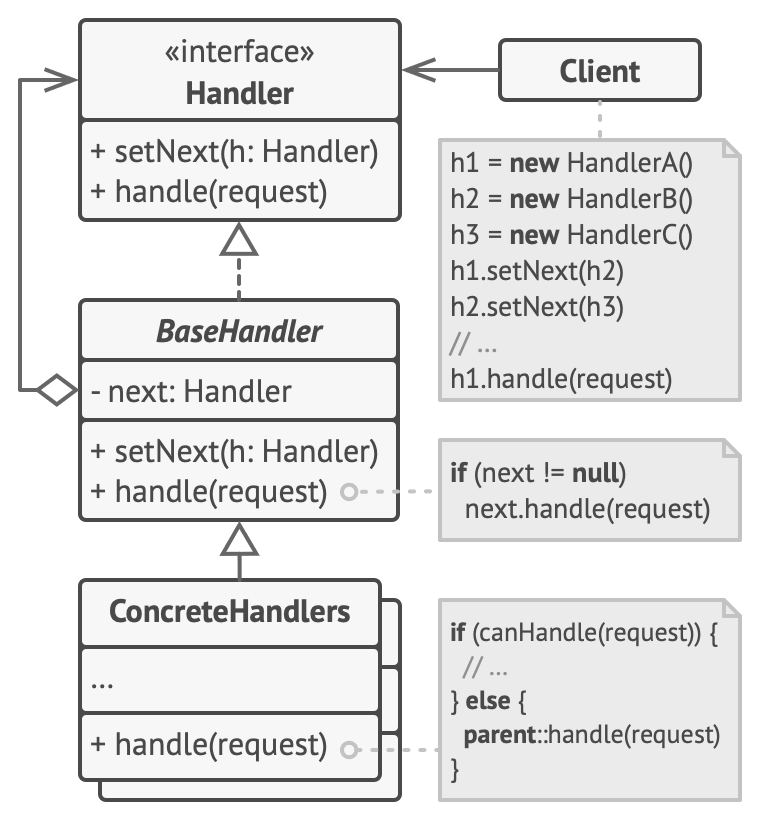 «interface»
Handler
+ setNext(h: Handler)
+ handle(request)
Client
h1 = new HandlerA()
h2 = new HandlerB()
h3 = new HandlerC()
h1.setNext(h2)
h2.setNext(h3)
// ...
h1.handle(request)
BaseHandler
- next: Handler
+ setNext(h: Handler)
+ handle(request)
if (next != null)
next.handle(request)
ConcreteHandlers
...
+ handle(request)
if (canHandle(request)) {
// ...
} else {
parent::handle(request)
}